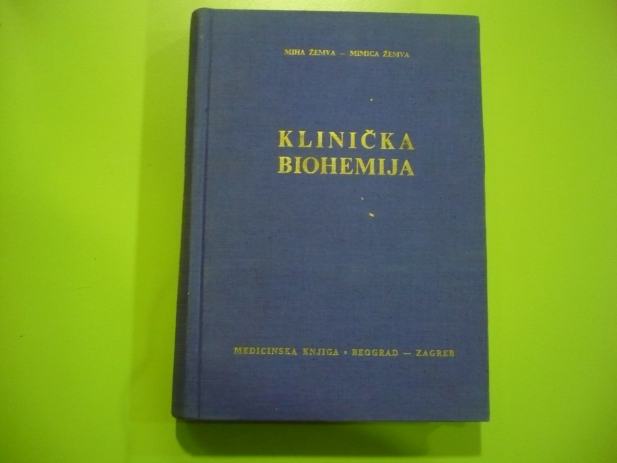 MIHA ŽEMVA — MIMICA ŽEMVA
KLINIČKA
BIOHEMIJA
MEDICINSKA KNJIGA • BEOGRAD — ZAGREB